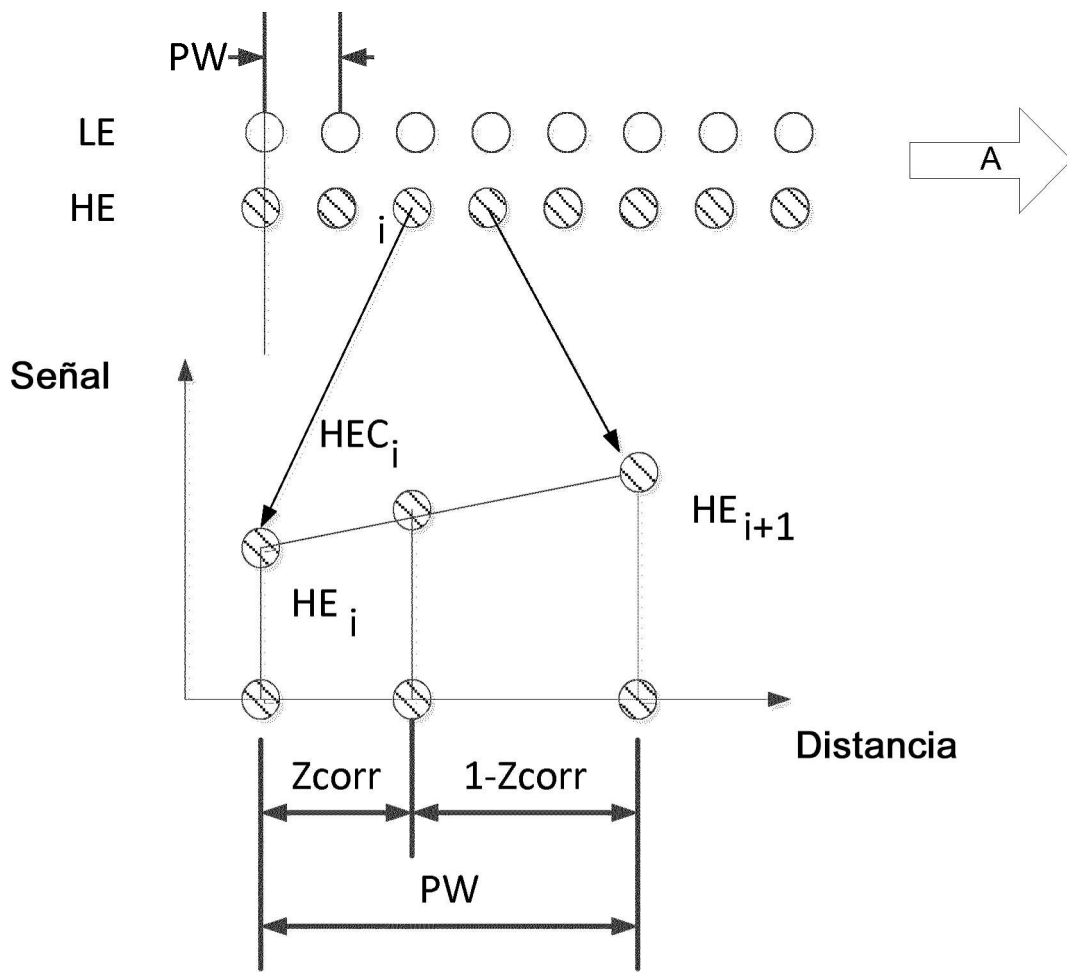 PW
LE
HE
A
i
Señal
HEC i
HE i+1
HE i
Distancia
Zcorr
1-Zcorr
PW